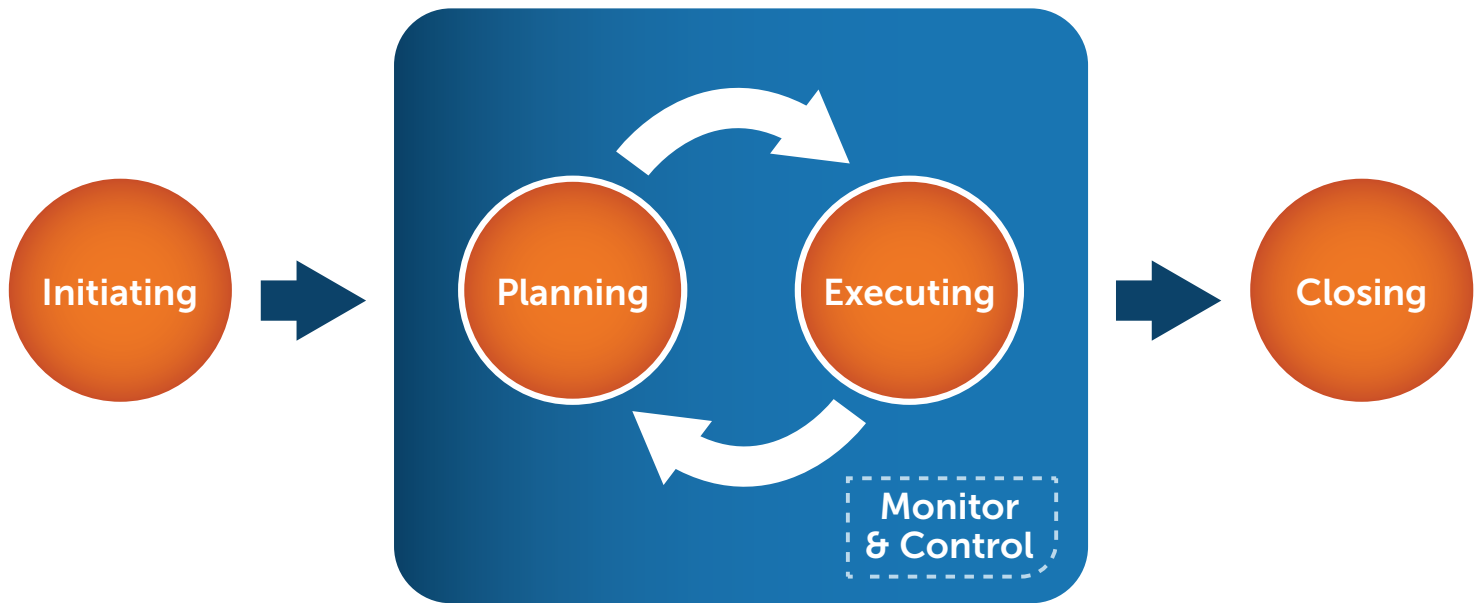 Initiating
Planning
Executing
Closing
Monitor
& Control